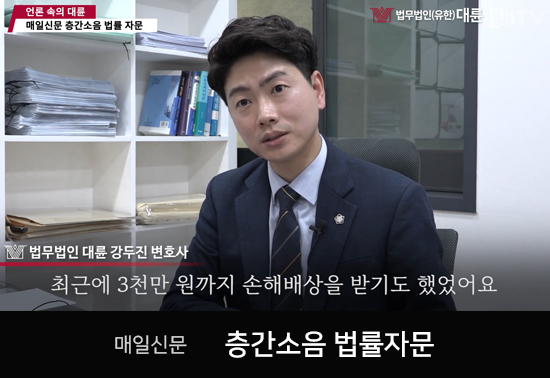 언론 속의 대륜
매일신문 층간소음 법률 자문
법무법인(유한)대륜
법무법인 대륜 강두진 변호사
최근에 3천만 원까지 손해배상을 받기도 했었어요
매일신문 층간소음 법률자문